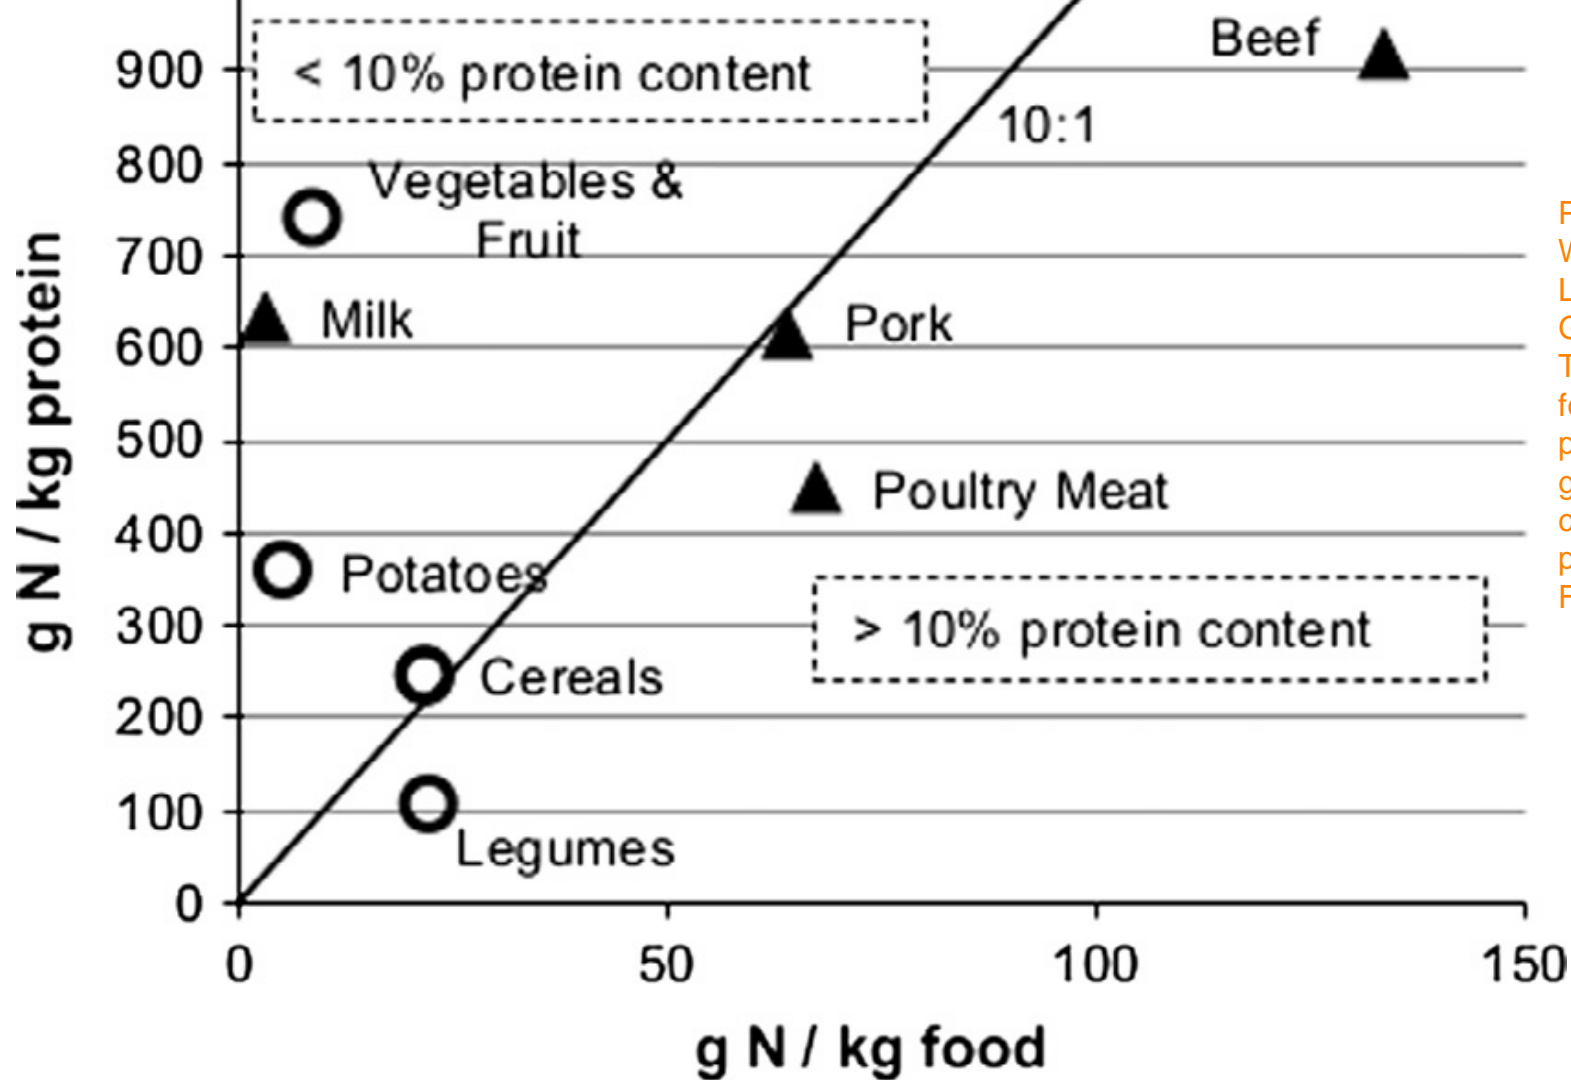 Beef
900
< 10% protein content
10:1
800
Vegetables &
Fruit
700
Milk
600
Pork
500
Poultry Meat
400
Potatoes
300
> 10% protein content
Cereals
200
100
Legumes
0
0 50 100 150
g N / kg food
g N / kg protein